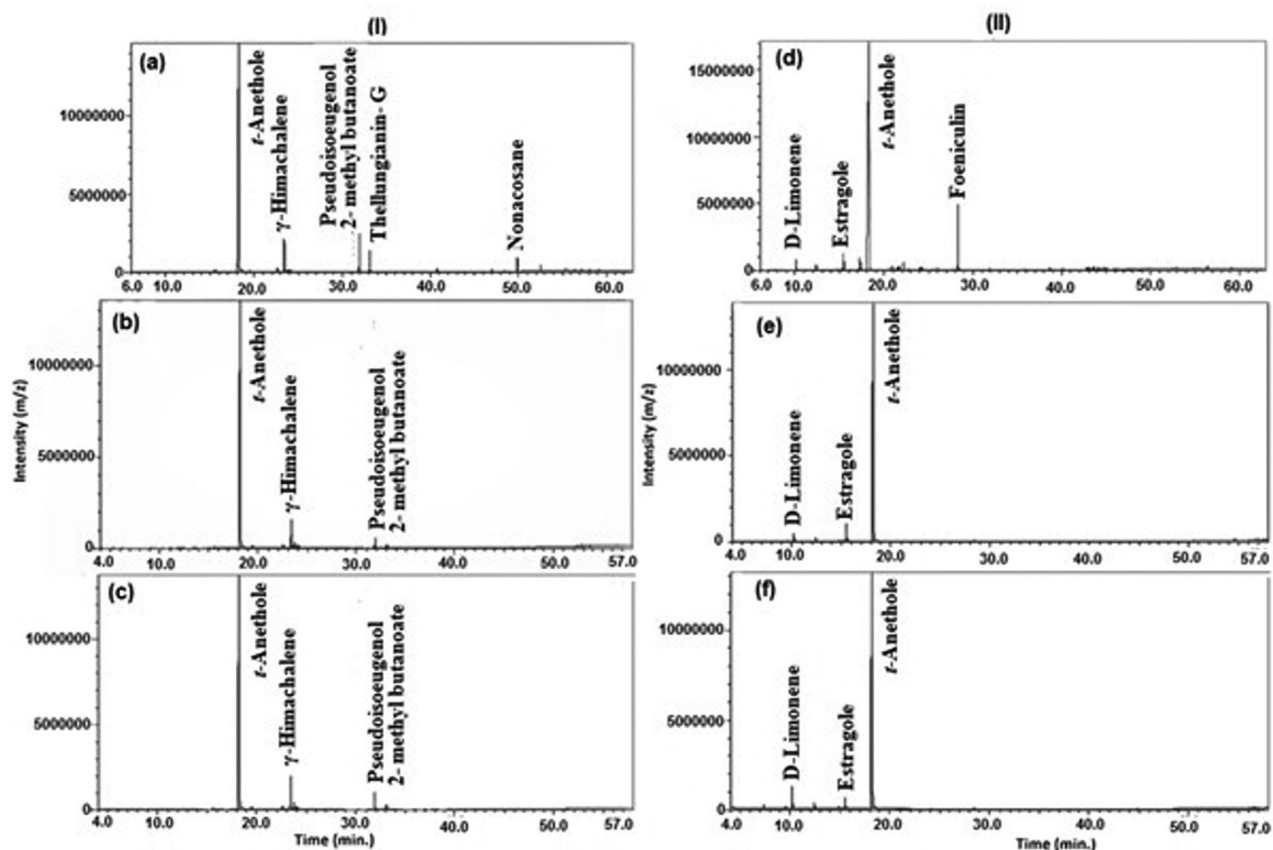 (I)
(a)
10000000
5000000
0
t-Anethole
γ-Himachalene
Pseudoisoeugenol
2- methyl butanoate
Thellungianin- G
Nonacosane
6.0 10.0 20.0 30.0 40.0 50.0 60.0
(b)
10000000
5000000
0
t-Anethole
γ-Himachalene
Pseudoisoeugenol
2- methyl butanoate
4.0 10.0 20.0 30.0 40.0 50.0 57.0
Intensity (m/z)
(c)
10000000
5000000
0
t-Anethole
γ-Himachalene
Pseudoisoeugenol
2- methyl butanoate
4.0 10.0 20.0 30.0 40.0 50.0 57.0
Time (min.)
(II)
(d)
15000000
10000000
5000000
0
D-Limonene
Estragole
t-Anethole
Foeniculin
6.0 10.0 20.0 30.0 40.0 50.0 60.0
(e)
10000000
5000000
0
D-Limonene
Estragole
t-Anethole
4.0 10.0 20.0 30.0 40.0 50.0 57.0
Intensity (m/z)
(f)
10000000
5000000
0
D-Limonene
Estragole
t-Anethole
4.0 10.0 20.0 30.0 40.0 50.0 57.0
Time (min.)